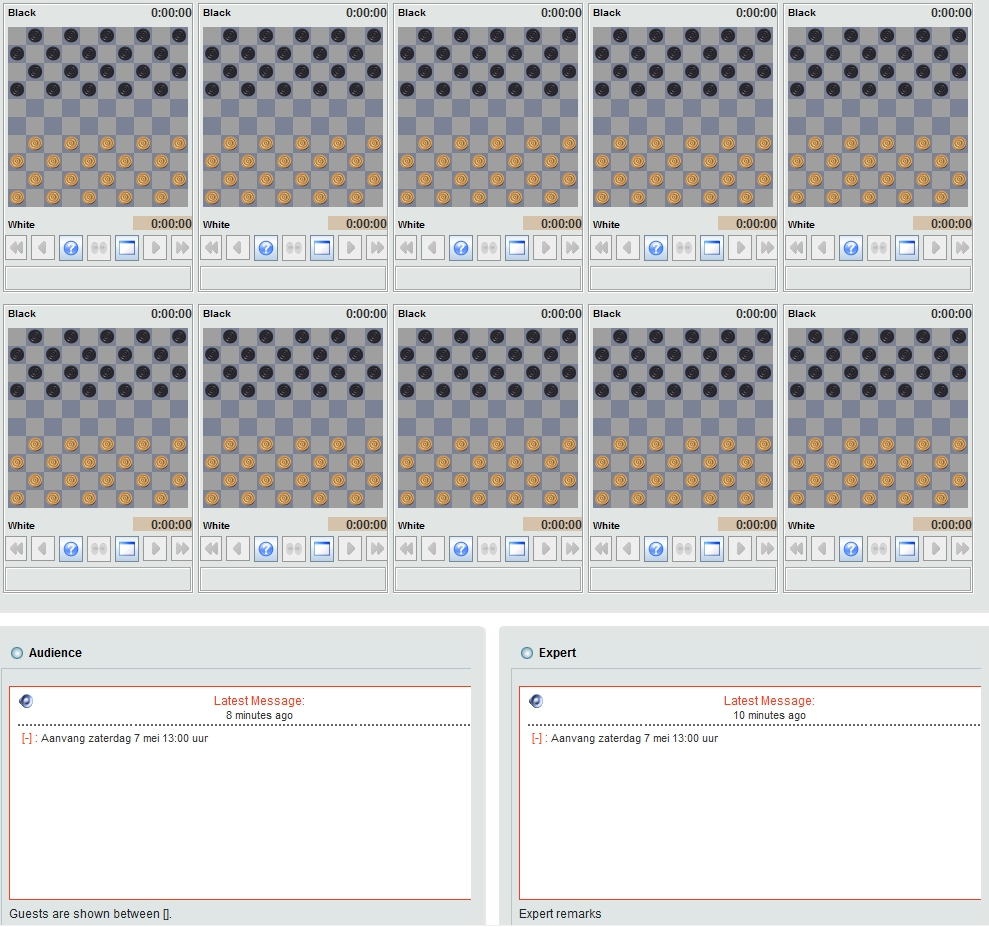 Black 0:00:00 Black 0:00:00 Black 0:00:00 Black 0:00:00 Black 0:00:00
White 0:00:00 White 0:00:00 White 0:00:00 White 0:00:00 White 0:00:00
? ? ? ? ?
Black 0:00:00 Black 0:00:00 Black 0:00:00 Black 0:00:00 Black 0:00:00
White 0:00:00 White 0:00:00 White 0:00:00 White 0:00:00 White 0:00:00
? ? ? ? ?
Audience
Latest Message:
8 minutes ago
[-] : Aanvang zaterdag 7 mei 13:00 uur
Guests are shown between [].
Expert
Latest Message:
10 minutes ago
[-] : Aanvang zaterdag 7 mei 13:00 uur
Expert remarks